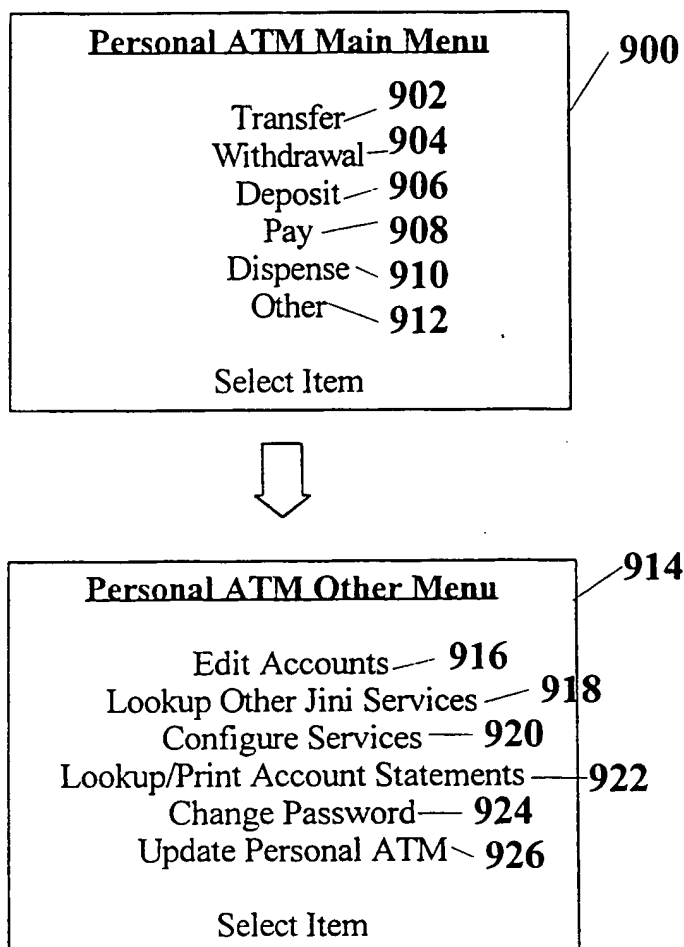 Personal ATM Main Menu
900
Transfer 902
Withdrawal 904
Deposit 906
Pay 908
Dispense 910
Other 912
Select Item
Personal ATM Other Menu
914
Edit Accounts 916
Lookup Other Jini Services 918
Configure Services 920
Lookup/Print Account Statements 922
Change Password 924
Update Personal ATM 926
Select Item